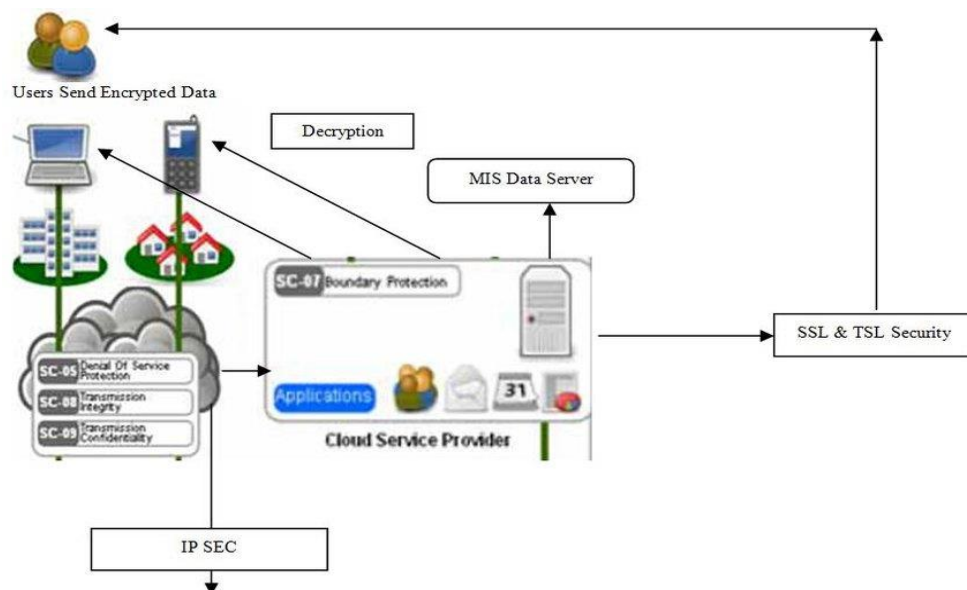 Users Send Encrypted Data
Decryption
MIS Data Server
SC-07 Boundary Protection
SSL & TSL Security
SC-05 Denial Of Service
Protection
SC-08 Transmission
Integrity
SC-09 Transmission
Confidentiality
Applications
31
Cloud Service Provider
IP SEC